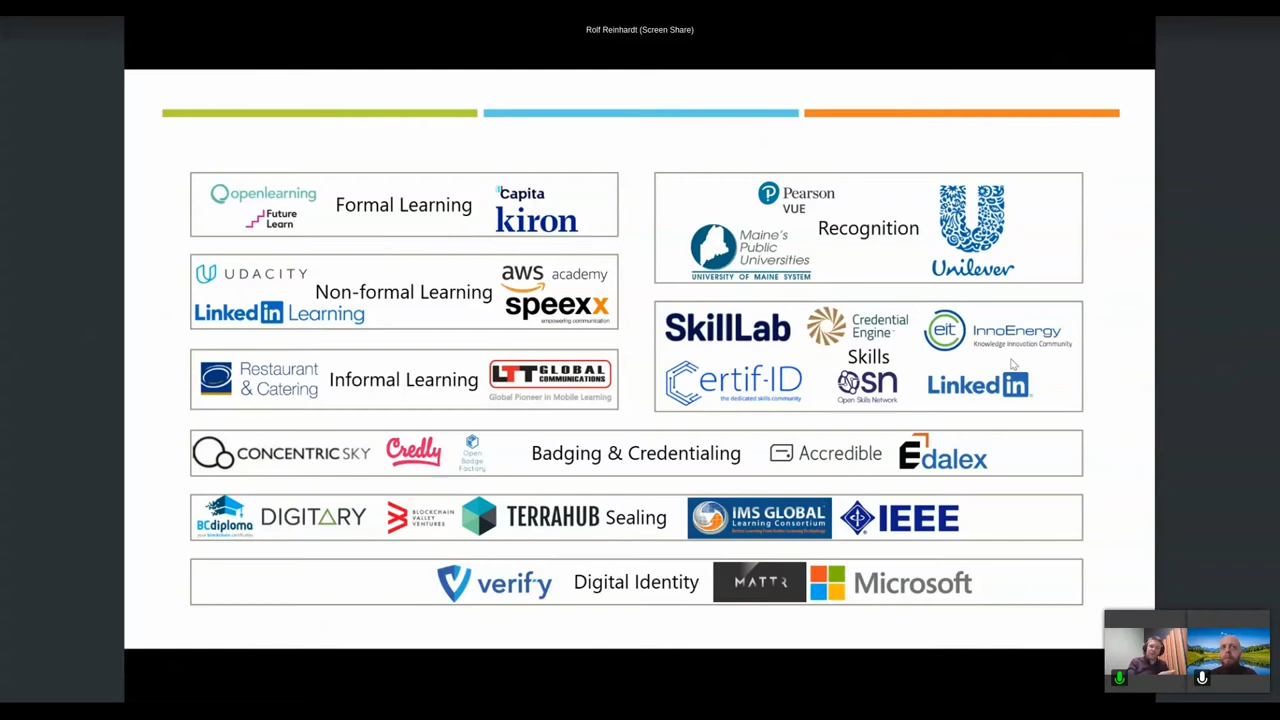 Rolf Reinhardt (Screen Share)
openlearning
Future
Learn
Formal Learning
Capita
kiron
UDACITY
LinkedIn Learning
Non-formal Learning
aws academy
speexx
empowering communication
Restaurant
& Catering
Informal Learning
LTT GLOBAL
COMMUNICATIONS
Global Pioneer in Mobile Learning
Pearson
VUE
Maine's
Public
Universities
UNIVERSITY OF MAINE SYSTEM
Recognition
Unilever
SkillLab
Credential
Engine
eit InnoEnergy
Knowledge Innovation Community
Skills
Certif-ID
the dedicated skills community
OSN
Open Skills Network
LinkedIn
CONCENTRIC SKY
Credly
Open
Badge
Factory
Badging & Credentialing
Accredible
Edalex
BCdiploma
your blockchain certificates
DIGITARY
BLOCKCHAIN
VALLEY
VENTURES
TERRAHUB
Sealing
IMS GLOBAL
Learning Consortium
IEEE
verify
Digital Identity
MATTR
Microsoft